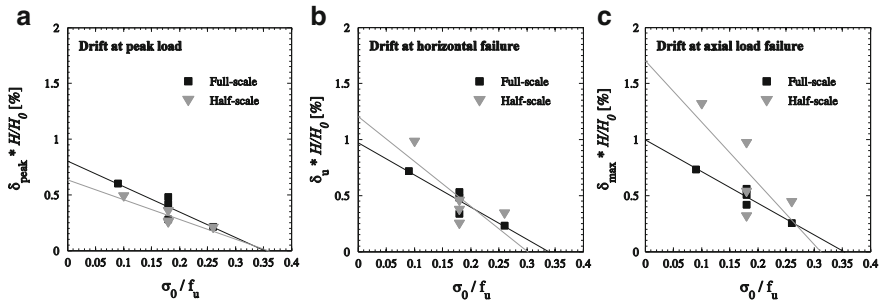 a
Drift at peak load
Full-scale
Half-scale
δpeak * H/H0 [%]
2
1.5
1
0.5
0
0 0.05 0.1 0.15 0.2 0.25 0.3 0.35 0.4
σ0 / fu
b
Drift at horizontal failure
Full-scale
Half-scale
δu * H/H0 [%]
2
1.5
1
0.5
0
0 0.05 0.1 0.15 0.2 0.25 0.3 0.35 0.4
σ0 / fu
c
Drift at axial load failure
Full-scale
Half-scale
δmax * H/H0 [%]
2
1.5
1
0.5
0
0 0.05 0.1 0.15 0.2 0.25 0.3 0.35 0.4
σ0 / fu